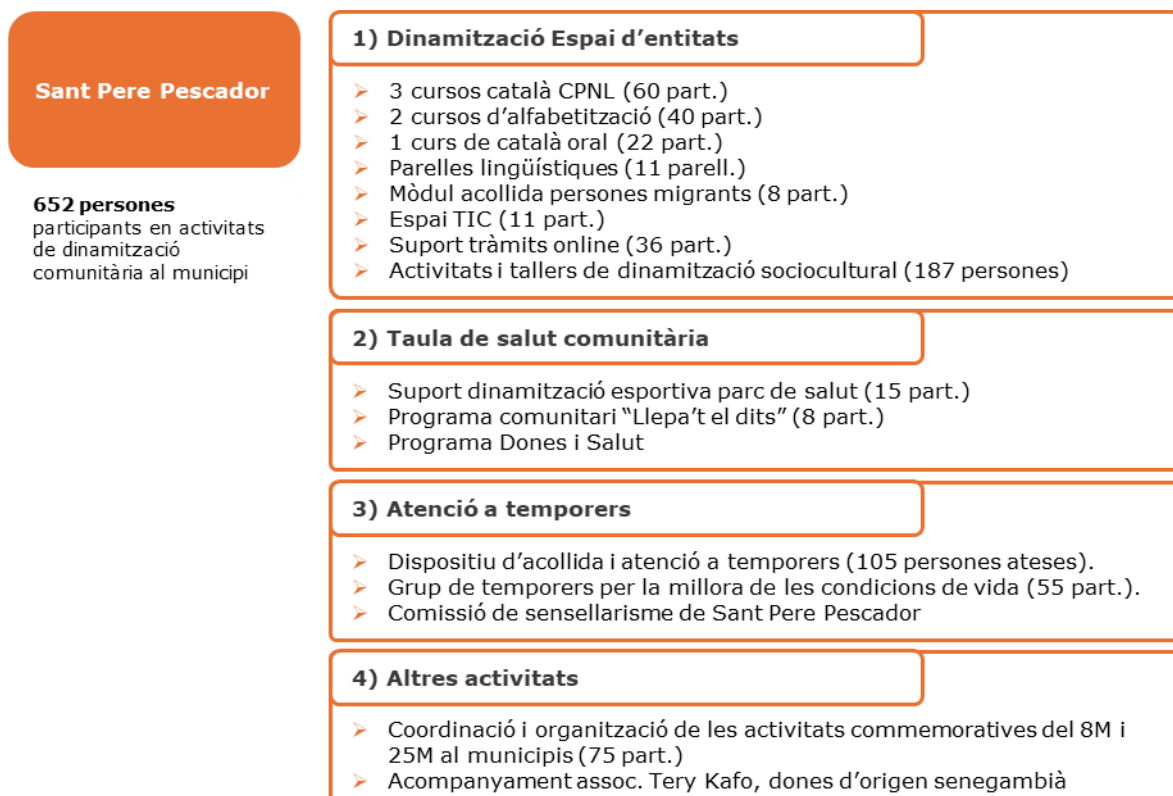 Sant Pere Pescador
652 persones
participants en activitats
de dinamització
comunitària al municipi
1) Dinamització Espai d’entitats
➢ 3 cursos català CPNL (60 part.)
➢ 2 cursos d’alfabetització (40 part.)
➢ 1 curs de català oral (22 part.)
➢ Parelles lingüístiques (11 parell.)
➢ Mòdul acollida persones migrants (8 part.)
➢ Espai TIC (11 part.)
➢ Suport tràmits online (36 part.)
➢ Activitats i tallers de dinamització sociocultural (187 persones)
2) Taula de salut comunitària
➢ Suport dinamització esportiva parc de salut (15 part.)
➢ Programa comunitari “Llepa’t el dits” (8 part.)
➢ Programa Dones i Salut
3) Atenció a temporers
➢ Dispositiu d’acollida i atenció a temporers (105 persones ateses).
➢ Grup de temporers per la millora de les condicions de vida (55 part.).
➢ Comissió de sensellarisme de Sant Pere Pescador
4) Altres activitats
➢ Coordinació i organització de les activitats commemoratives del 8M i
25M al municipis (75 part.)
➢ Acompanyament assoc. Tery Kafo, dones d’origen senegambià